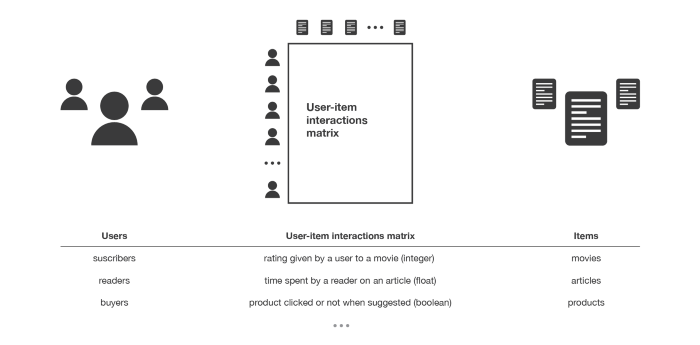 User-item
interactions
matrix
Users User-item interactions matrix Items
suscribers rating given by a user to a movie (integer) movies
readers time spent by a reader on an article (float) articles
buyers product clicked or not when suggested (boolean) products